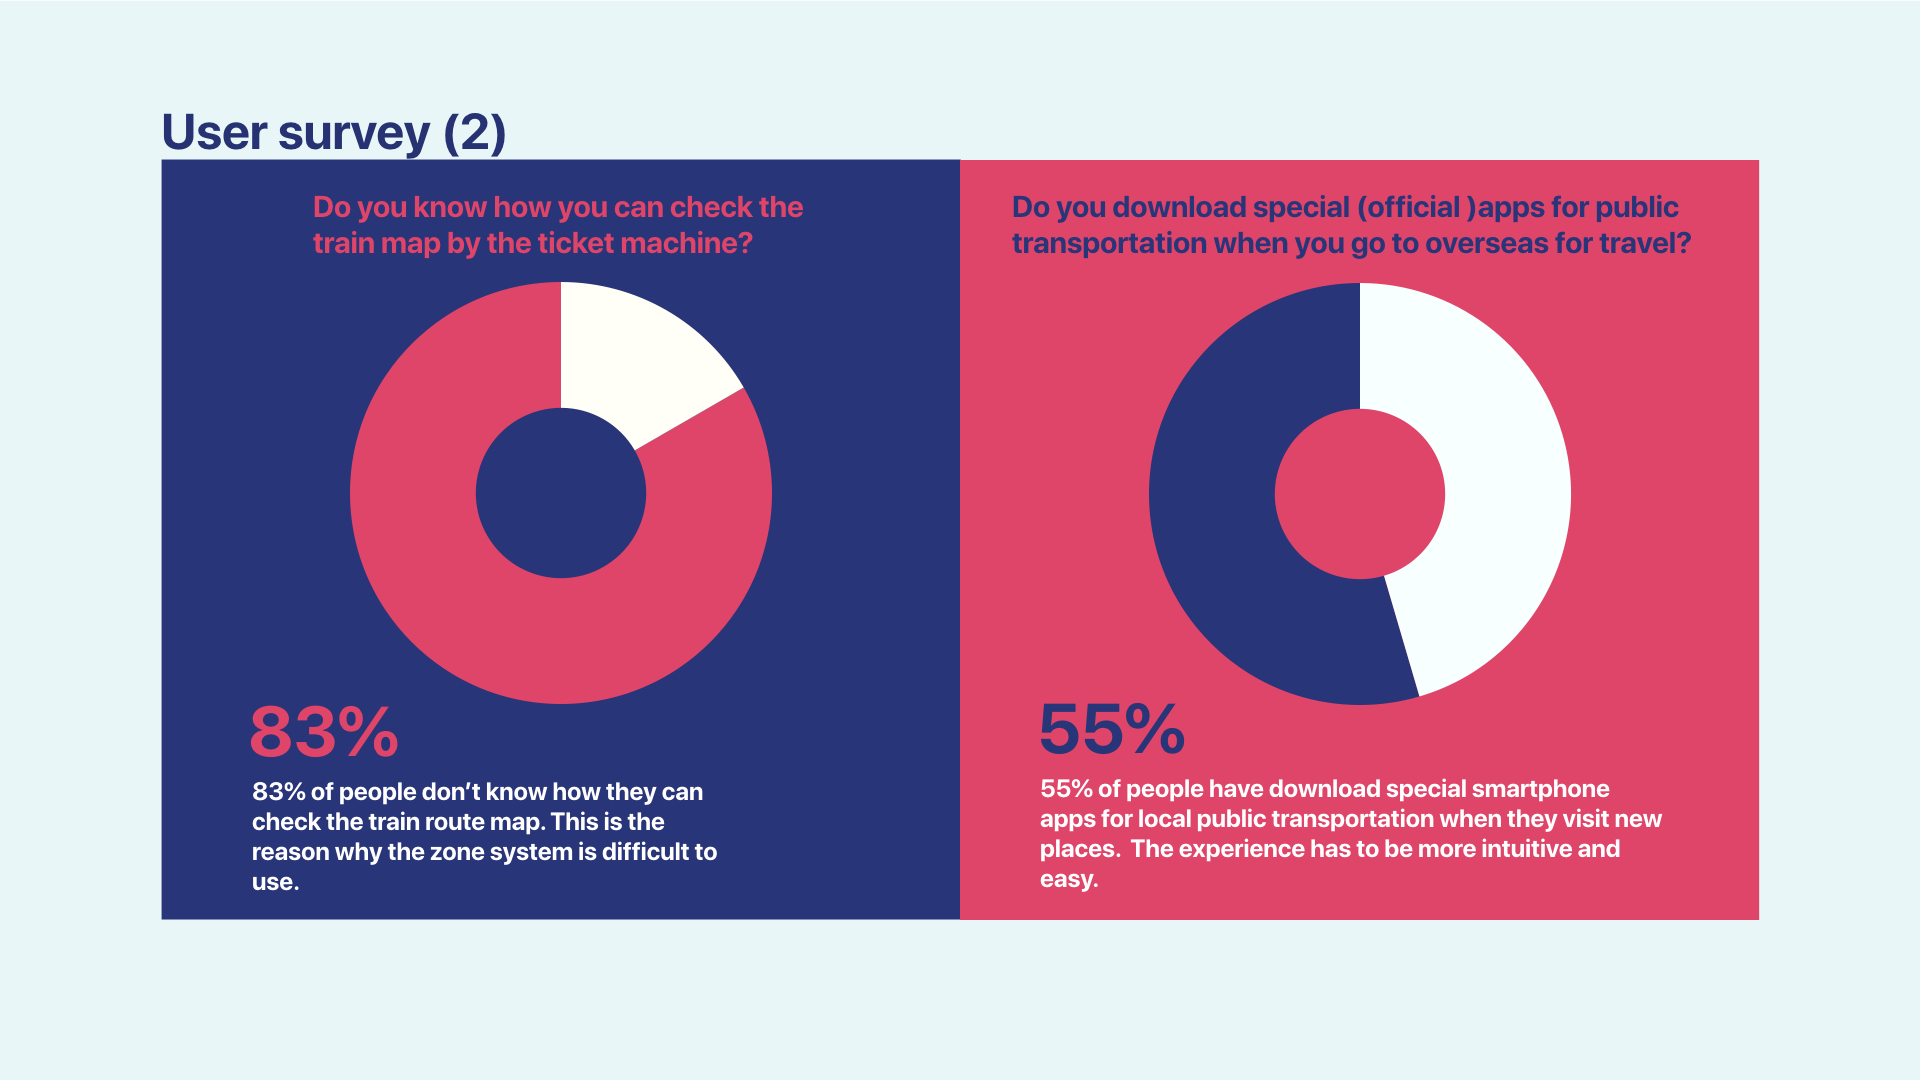 User survey (2)
Do you know how you can check the
train map by the ticket machine?
83%
83% of people don’t know how they can
check the train route map. This is the
reason why the zone system is difficult to
use.
Do you download special (official )apps for public
transportation when you go to overseas for travel?
55%
55% of people have download special smartphone
apps for local public transportation when they visit new
places.  The experience has to be more intuitive and
easy.